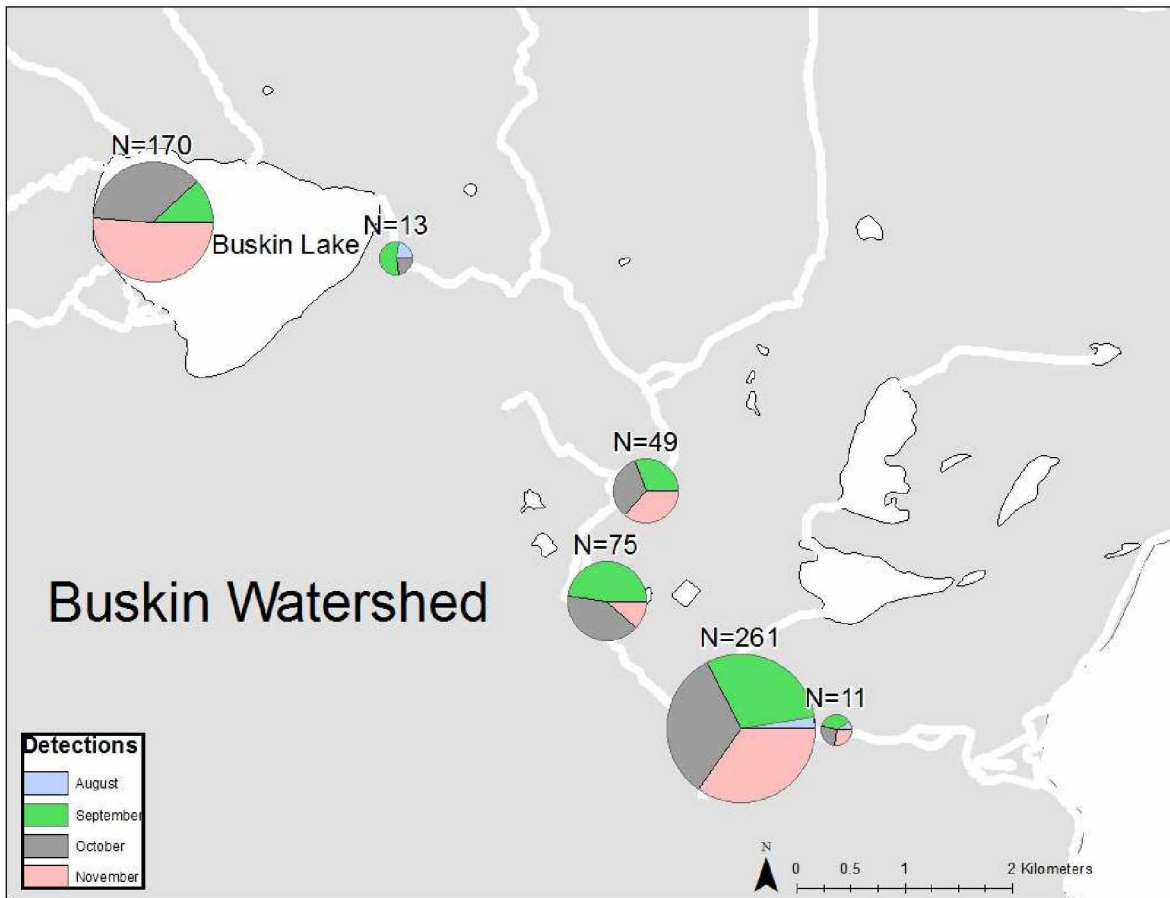 N=170
N=13
Buskin Lake
N=49
N=75
Buskin Watershed
N=261
N=11
Detections
August
September
October
November
N
0 0.5 1 2 Kilometers